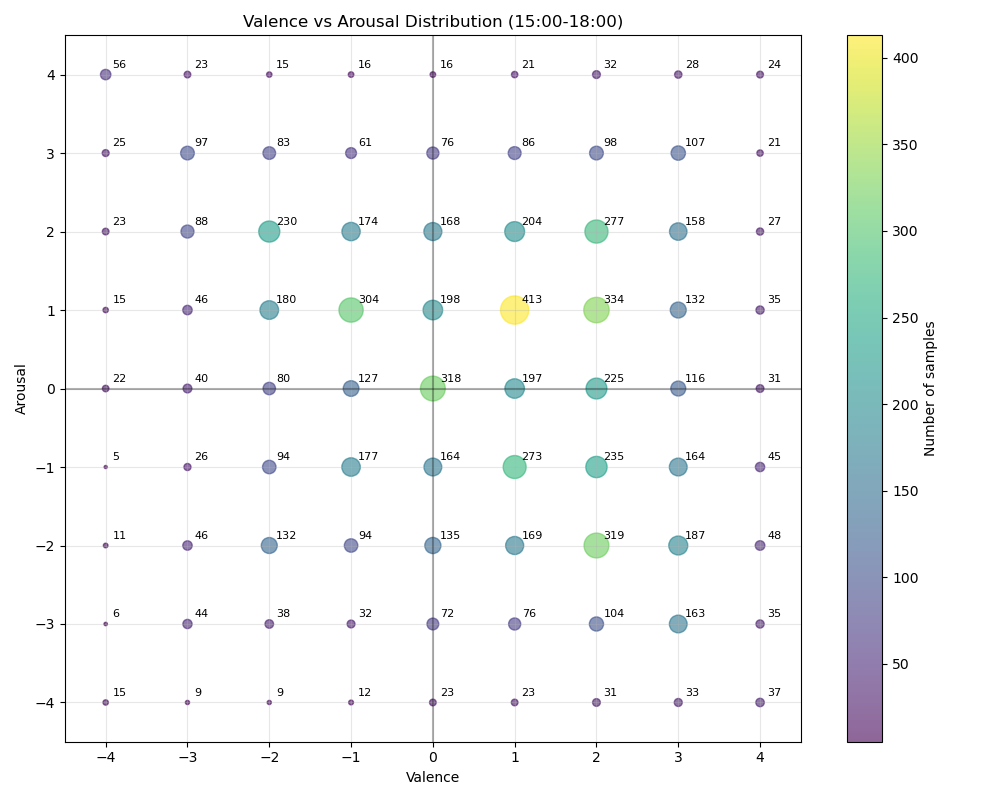 Valence vs Arousal Distribution (15:00-18:00)
4 56 23 15 16 16 21 32 28 24
3 25 97 83 61 76 86 98 107 21
2 23 88 230 174 168 204 277 158 27
1 15 46 180 304 198 413 334 132 35
0 22 40 80 127 318 197 225 116 31
−1 5 26 94 177 164 273 235 164 45
−2 11 46 132 94 135 169 319 187 48
−3 6 44 38 32 72 76 104 163 35
−4 15 9 9 12 23 23 31 33 37
−4 −3 −2 −1 0 1 2 3 4
Valence
Arousal
400
350
300
250
200
150
100
50
Number of samples